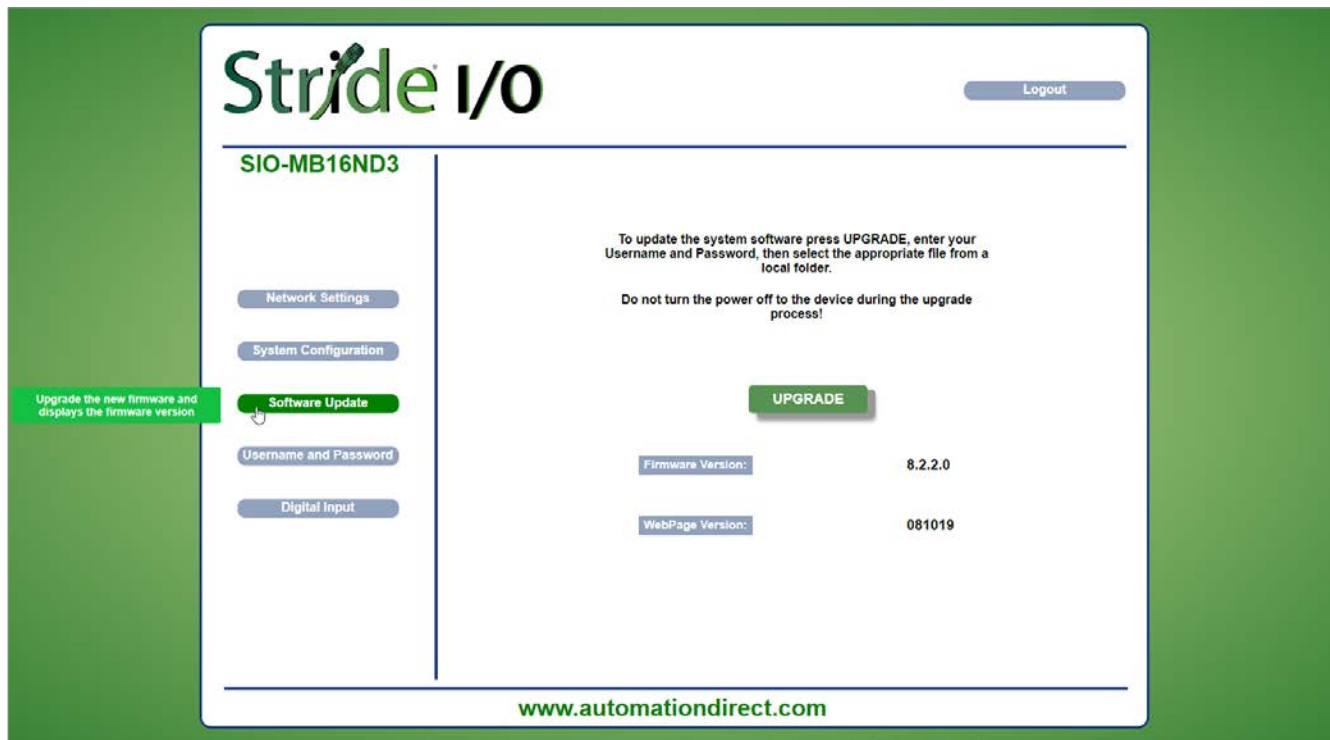 Stride I/O
Logout
SIO-MB16ND3
To update the system software press UPGRADE, enter your
Username and Password, then select the appropriate file from a
local folder.
Do not turn the power off to the device during the upgrade
process!
Network Settings
System Configuration
Upgrade the new firmware and
displays the firmware version
Software Update
UPGRADE
Username and Password
Firmware Version:
8.2.2.0
Digital Input
WebPage Version:
081019
www.automationdirect.com